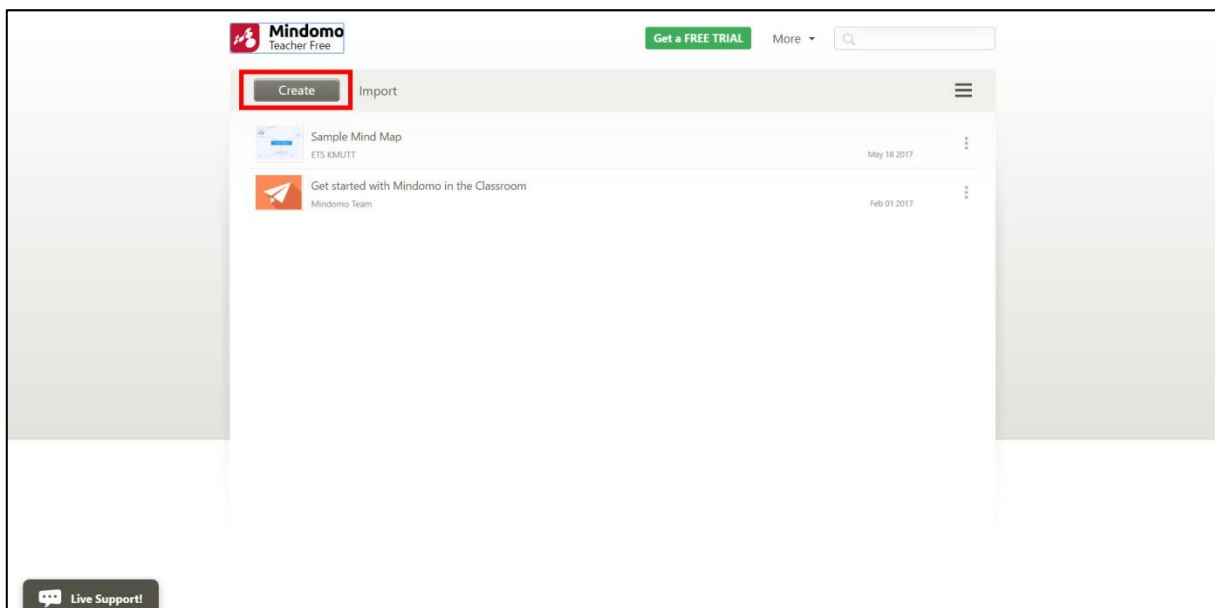 Mindomo
Teacher Free
Get a FREE TRIAL
More
Create
Import
Sample Mind Map
ETS KMUTT
May 18 2017
Get started with Mindomo in the Classroom
Mindomo Team
Feb 01 2017
Live Support!